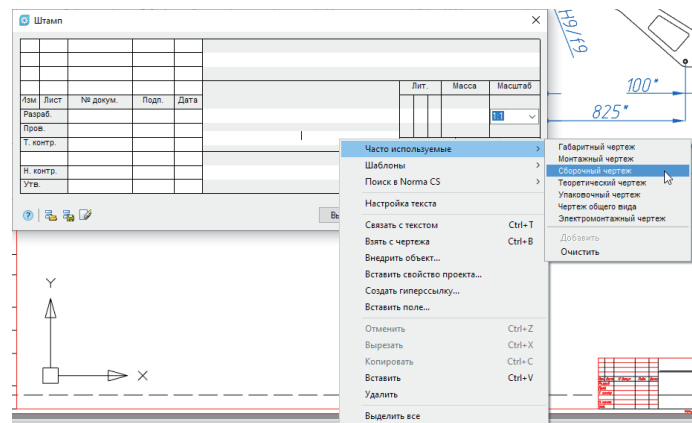 Штамп
H9/f9
100*
825*
Лит. Масса Масштаб
Изм Лист № докум. Подп. Дата
Разраб.
1:1
Пров.
Т. контр.
Н. контр.
Утв.
Вы
Часто используемые
Шаблоны
Поиск в Norma CS
Настройка текста
Связать с текстом Ctrl+T
Взять с чертежа Ctrl+B
Внедрить объект...
Вставить свойство проекта...
Создать гиперссылку...
Вставить поле...
Отменить Ctrl+Z
Вырезать Ctrl+X
Копировать Ctrl+C
Вставить Ctrl+V
Удалить
Выделить все
Габаритный чертеж
Монтажный чертеж
Сборочный чертеж
Теоретический чертеж
Упаковочный чертеж
Чертеж общего вида
Электромонтажный чертеж
Добавить
Очистить
Y
X